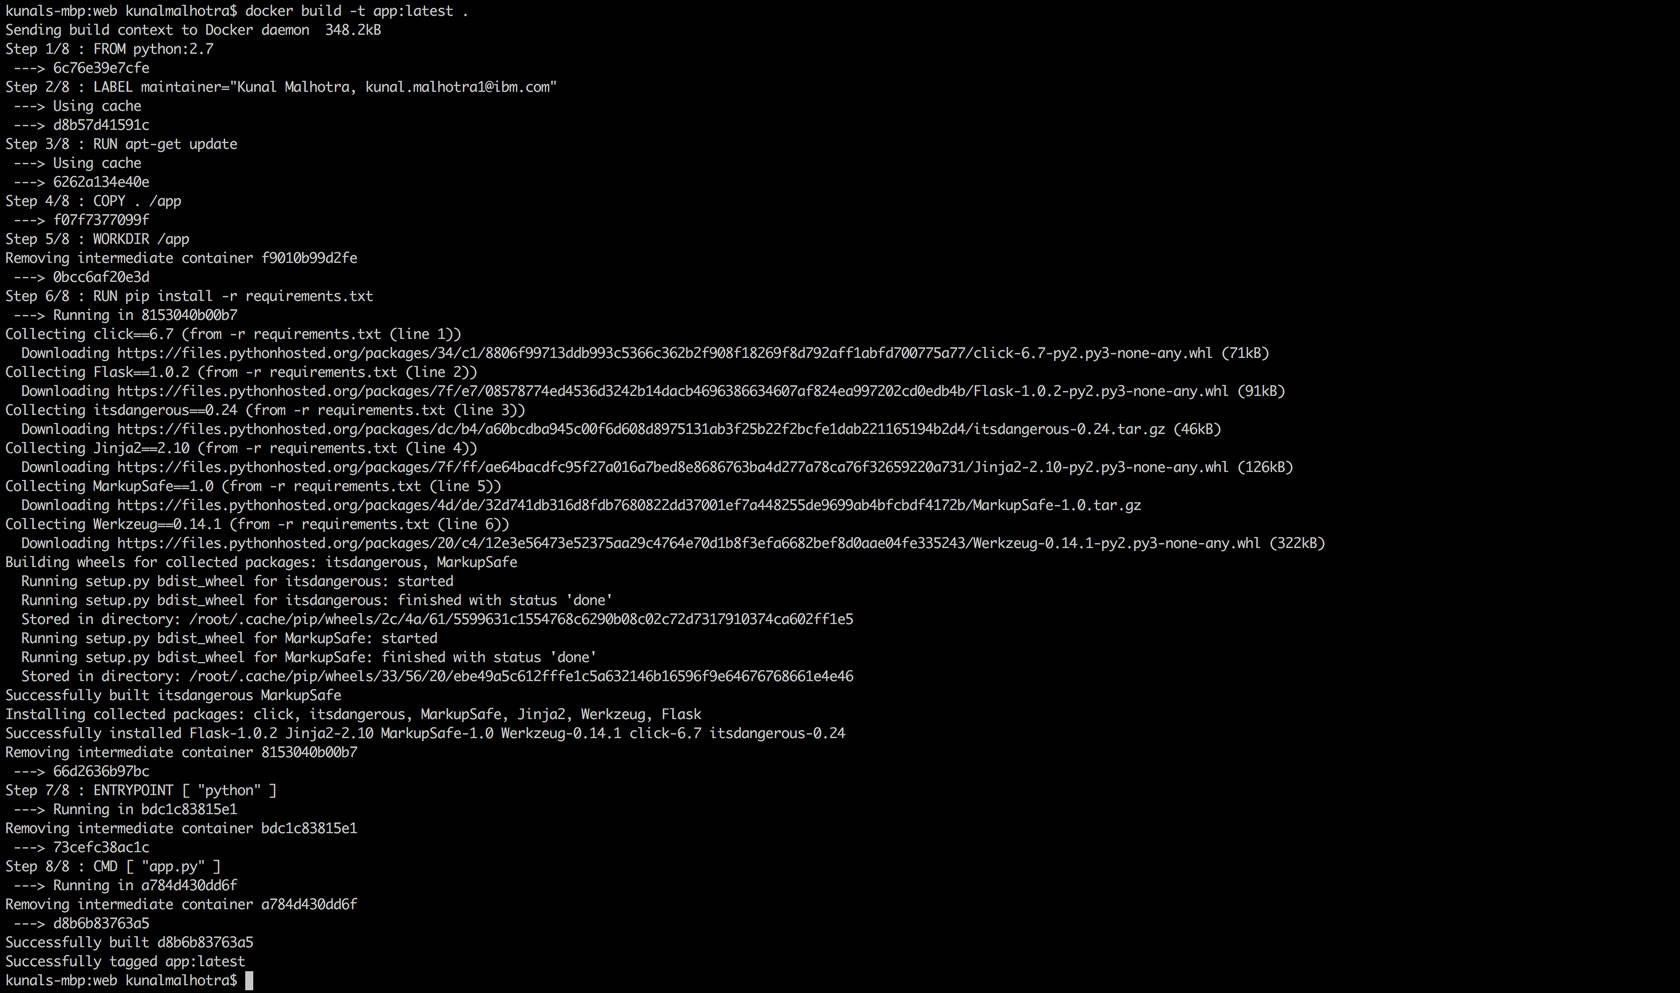 kunals-mbp:web kunalmalhotra$ docker build -t app:latest .
Sending build context to Docker daemon  348.2kB
Step 1/8 : FROM python:2.7
 ---> 6c76e39e7cfe
Step 2/8 : LABEL maintainer="Kunal Malhotra, kunal.malhotra1@ibm.com"
 ---> Using cache
 ---> d8b57d41591c
Step 3/8 : RUN apt-get update
 ---> Using cache
 ---> 6262a134e40e
Step 4/8 : COPY . /app
 ---> f07f7377099f
Step 5/8 : WORKDIR /app
Removing intermediate container f9010b99d2fe
 ---> 0bcc6af20e3d
Step 6/8 : RUN pip install -r requirements.txt
 ---> Running in 8153040b00b7
Collecting click==6.7 (from -r requirements.txt (line 1))
  Downloading https://files.pythonhosted.org/packages/34/c1/8806f99713ddb993c5366c362b2f908f18269f8d792aff1abfd700775a77/click-6.7-py2.py3-none-any.whl (71kB)
Collecting Flask==1.0.2 (from -r requirements.txt (line 2))
  Downloading https://files.pythonhosted.org/packages/7f/e7/08578774ed4536d3242b14dacb4696386634607af824ea997202cd0edb4b/Flask-1.0.2-py2.py3-none-any.whl (91kB)
Collecting itsdangerous==0.24 (from -r requirements.txt (line 3))
  Downloading https://files.pythonhosted.org/packages/dc/b4/a60bcdba945c00f6d608d8975131ab3f25b22f2bcfe1dab221165194b2d4/itsdangerous-0.24.tar.gz (46kB)
Collecting Jinja2==2.10 (from -r requirements.txt (line 4))
  Downloading https://files.pythonhosted.org/packages/7f/ff/ae64bacdfc95f27a016a7bed8e8686763ba4d277a78ca76f32659220a731/Jinja2-2.10-py2.py3-none-any.whl (126kB)
Collecting MarkupSafe==1.0 (from -r requirements.txt (line 5))
  Downloading https://files.pythonhosted.org/packages/4d/de/32d741db316d8fdb7680822dd37001ef7a448255de9699ab4bfcbdf4172b/MarkupSafe-1.0.tar.gz
Collecting Werkzeug==0.14.1 (from -r requirements.txt (line 6))
  Downloading https://files.pythonhosted.org/packages/20/c4/12e3e56473e52375aa29c4764e70d1b8f3efa6682bef8d0aae04fe335243/Werkzeug-0.14.1-py2.py3-none-any.whl (322kB)
Building wheels for collected packages: itsdangerous, MarkupSafe
  Running setup.py bdist_wheel for itsdangerous: started
  Running setup.py bdist_wheel for itsdangerous: finished with status 'done'
  Stored in directory: /root/.cache/pip/wheels/2c/4a/61/5599631c1554768c6290b08c02c72d7317910374ca602ff1e5
  Running setup.py bdist_wheel for MarkupSafe: started
  Running setup.py bdist_wheel for MarkupSafe: finished with status 'done'
  Stored in directory: /root/.cache/pip/wheels/33/56/20/ebe49a5c612fffe1c5a632146b16596f9e64676768661e4e46
Successfully built itsdangerous MarkupSafe
Installing collected packages: click, itsdangerous, MarkupSafe, Jinja2, Werkzeug, Flask
Successfully installed Flask-1.0.2 Jinja2-2.10 MarkupSafe-1.0 Werkzeug-0.14.1 click-6.7 itsdangerous-0.24
Removing intermediate container 8153040b00b7
 ---> 66d2636b97bc
Step 7/8 : ENTRYPOINT [ "python" ]
 ---> Running in bdc1c83815e1
Removing intermediate container bdc1c83815e1
 ---> 73cefc38ac1c
Step 8/8 : CMD [ "app.py" ]
 ---> Running in a784d430dd6f
Removing intermediate container a784d430dd6f
 ---> d8b6b83763a5
Successfully built d8b6b83763a5
Successfully tagged app:latest
kunals-mbp:web kunalmalhotra$